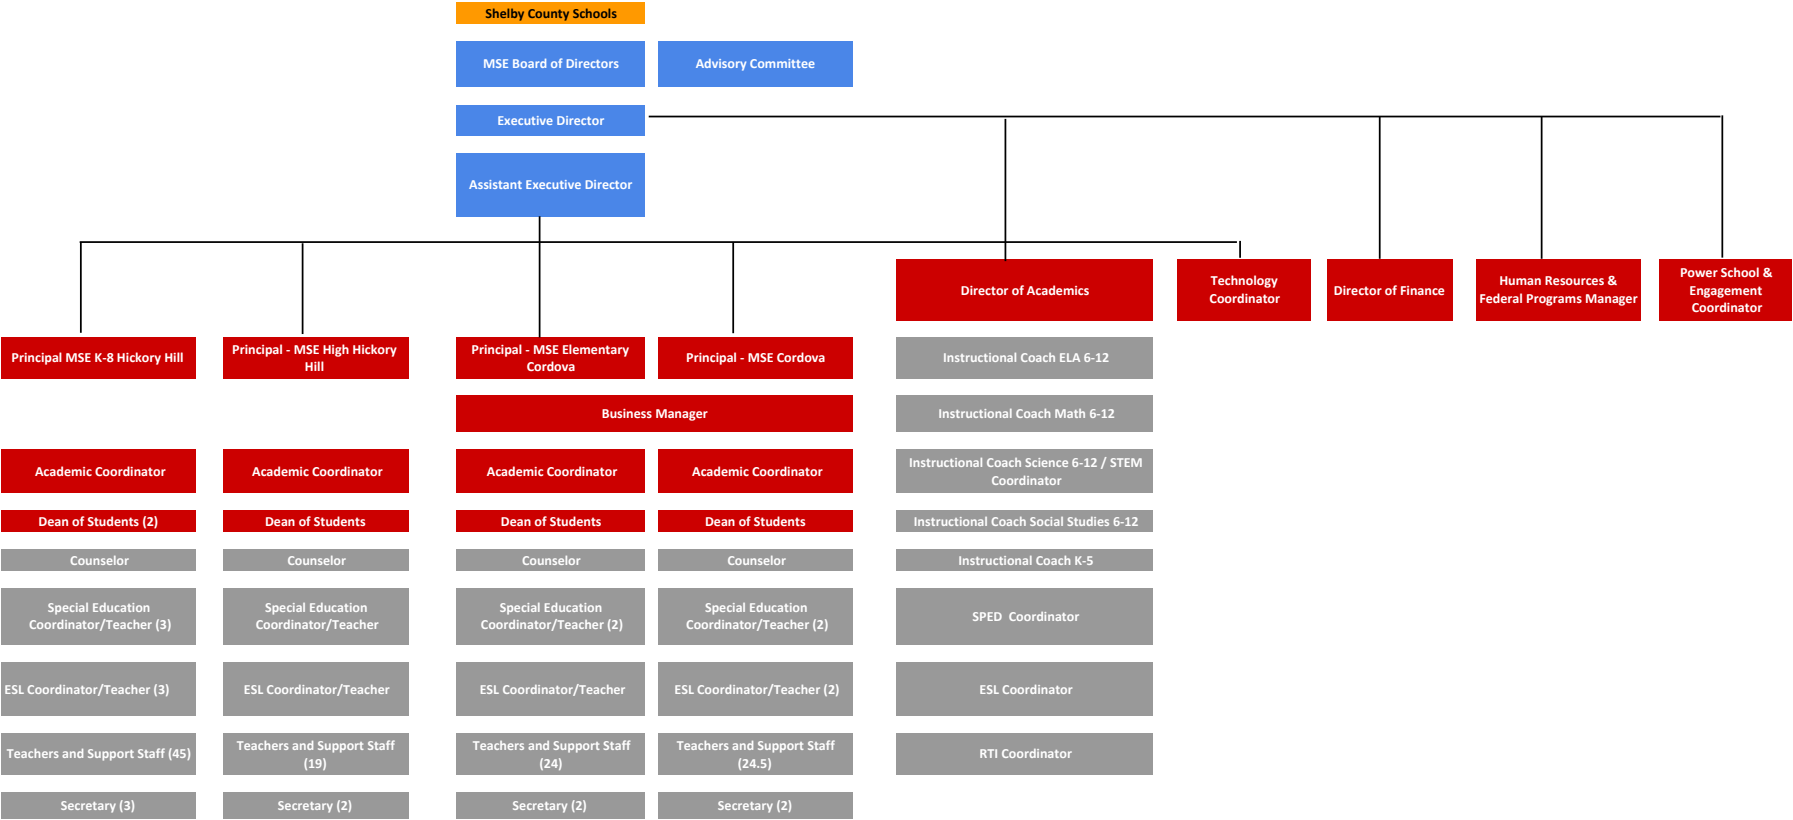 Shelby County Schools
MSE Board of Directors
Advisory Committee
Executive Director
Assistant Executive Director
Director of Academics
Technology
Coordinator
Director of Finance
Human Resources &
Federal Programs Manager
Power School &
Engagement
Coordinator
Principal MSE K-8 Hickory Hill
Principal - MSE High Hickory
Hill
Principal - MSE Elementary
Cordova
Principal - MSE Cordova
Instructional Coach ELA 6-12
Business Manager
Instructional Coach Math 6-12
Academic Coordinator
Academic Coordinator
Academic Coordinator
Academic Coordinator
Instructional Coach Science 6-12 / STEM
Coordinator
Dean of Students (2)
Dean of Students
Dean of Students
Dean of Students
Instructional Coach Social Studies 6-12
Counselor
Counselor
Counselor
Counselor
Instructional Coach K-5
Special Education
Coordinator/Teacher (3)
Special Education
Coordinator/Teacher
Special Education
Coordinator/Teacher (2)
Special Education
Coordinator/Teacher (2)
SPED  Coordinator
ESL Coordinator/Teacher (3)
ESL Coordinator/Teacher
ESL Coordinator/Teacher
ESL Coordinator/Teacher (2)
ESL Coordinator
Teachers and Support Staff (45)
Teachers and Support Staff
(19)
Teachers and Support Staff
(24)
Teachers and Support Staff
(24.5)
RTI Coordinator
Secretary (3)
Secretary (2)
Secretary (2)
Secretary (2)